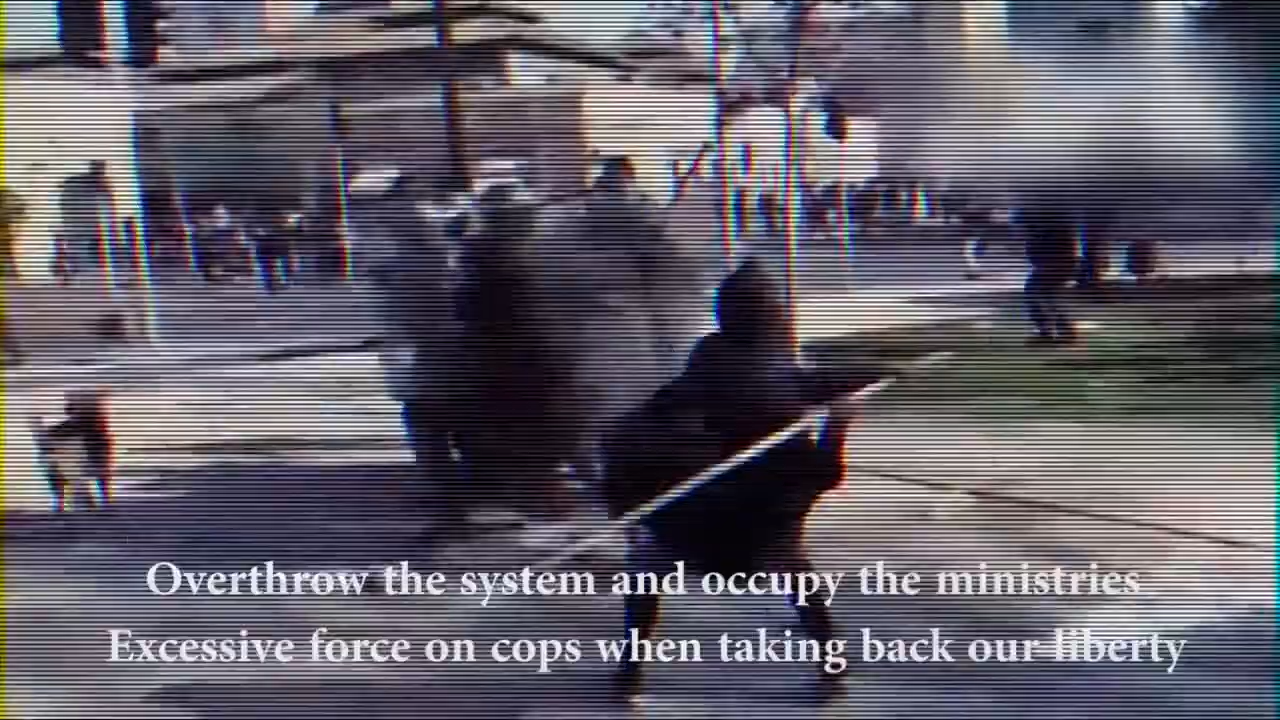 Overthrow the system and occupy the ministries
Excessive force on cops when taking back our liberty